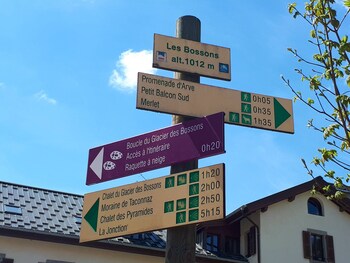 Les Bossons
alt.1012 m
Promenade d'Arve 0h05
Petit Balcon Sud 0h35
Merlet 1h35
Boucle du Glacier des Bossons
Accès à l'itinéraire
Raquette à neige 0h20
Chalet du Glacier des Bossons 1h20
Moraine de Taconnaz 2h00
Chalet des Pyramides 2h50
La Jonction 5h15